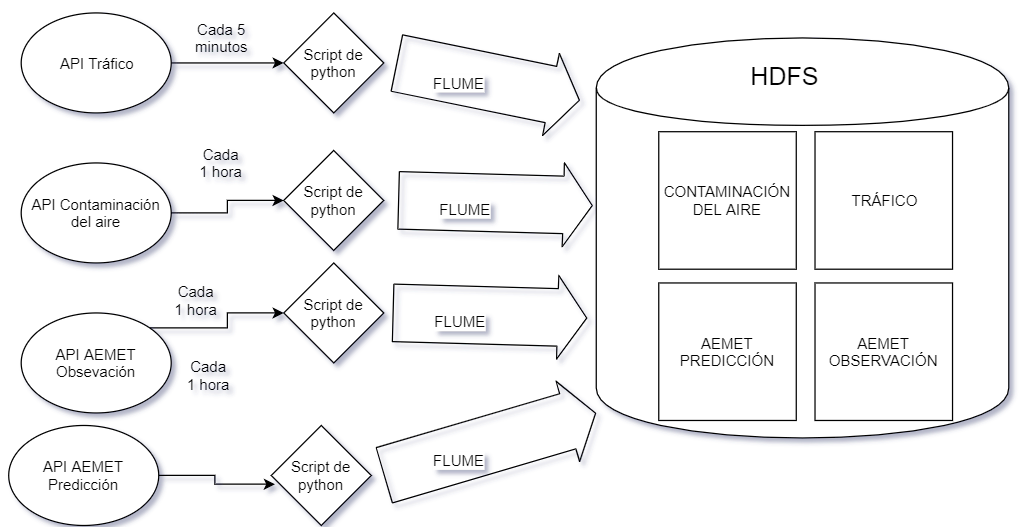 API Tráfico
Cada 5
minutos
Script de
python
FLUME
HDFS
API Contaminación
del aire
Cada
1 hora
Script de
python
FLUME
CONTAMINACIÓN
DEL AIRE
TRÁFICO
API AEMET
Obsevación
Cada
1 hora
Script de
python
FLUME
AEMET
PREDICCIÓN
AEMET
OBSERVACIÓN
Cada
1 hora
API AEMET
Predicción
Script de
python
FLUME